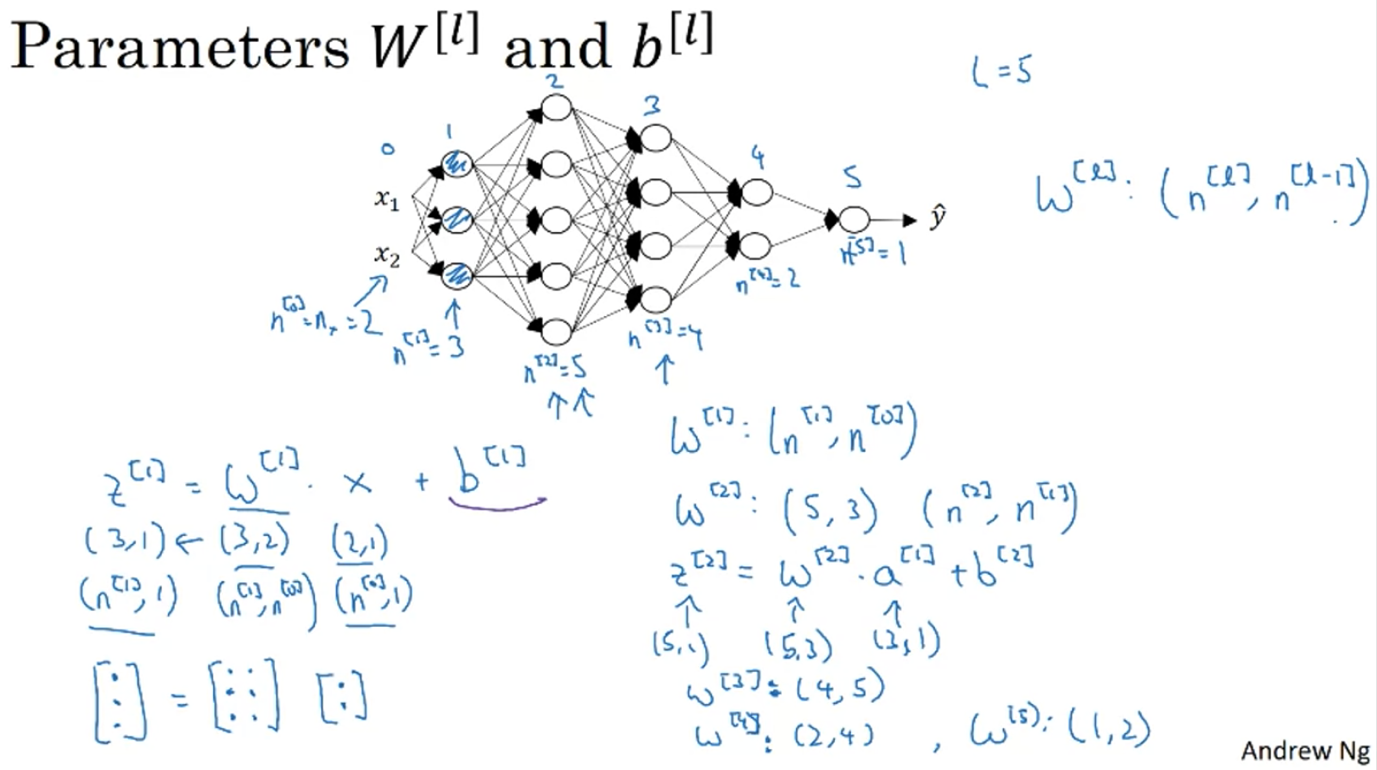 Parameters W^[l] and b^[l]
L = 5
0 1 2 3 4 5
x₁
x₂
ŷ
W^[l] : (n^[l], n^[l-1])
n^[0] = nₓ = 2
n^[1] = 3
n^[2] = 5
n^[3] = 4
n^[4] = 2
n^[5] = 1
z^[1] = W^[1] · x + b^[1]
(3,1) ← (3,2) (2,1)
(n^[1], 1) (n^[1], n^[0]) (n^[0], 1)
[⋮] = [: :] [:]
W^[1] : (n^[1], n^[0])
W^[2] : (5, 3) (n^[2], n^[1])
z^[2] = W^[2] · a^[1] + b^[2]
↑ ↑ ↑
(5,1) (5,3) (3,1)
W^[3] : (4, 5)
W^[4] : (2, 4) , W^[5] : (1, 2)
Andrew Ng